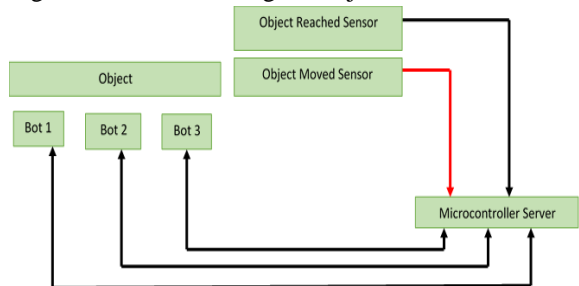 Object Reached Sensor
Object Moved Sensor
Object
Bot 1
Bot 2
Bot 3
Microcontroller Server